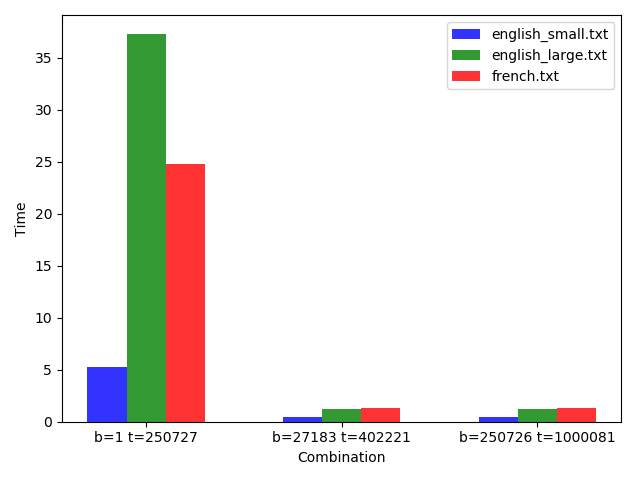 english_small.txt
english_large.txt
french.txt
35
30
25
20
15
10
5
0
Time
b=1 t=250727
b=27183 t=402221
b=250726 t=1000081
Combination